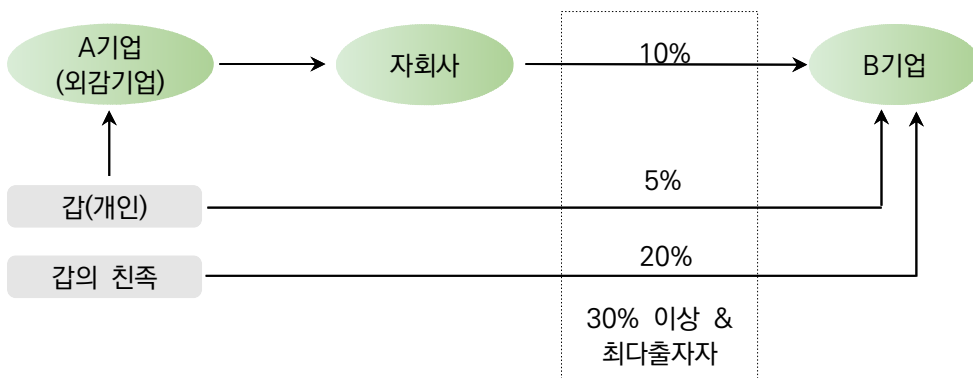 A기업
(외감기업)
자회사
10%
B기업
갑(개인)
5%
갑의 친족
20%
30% 이상 &
최다출자자